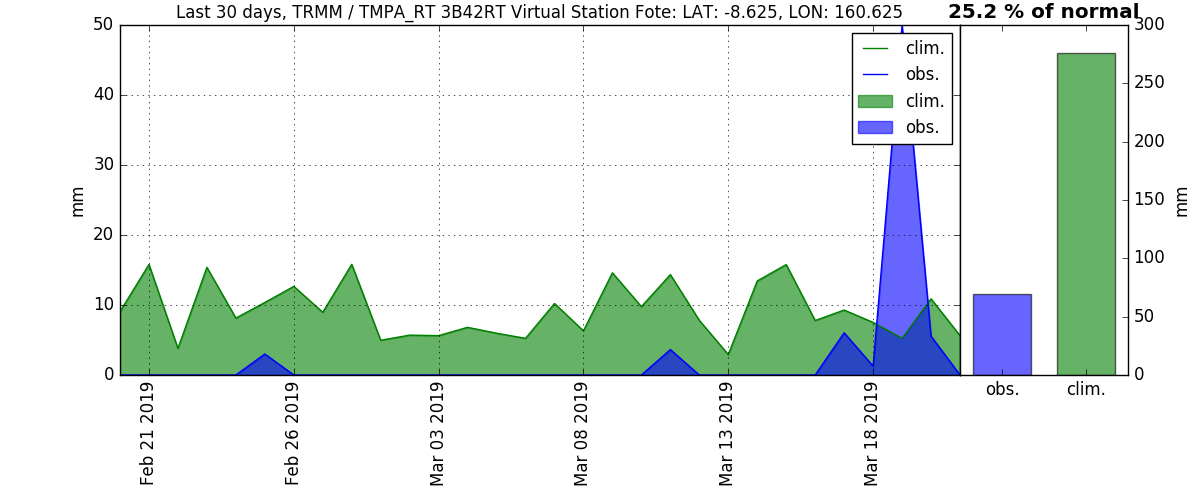 Last 30 days, TRMM / TMPA_RT 3B42RT Virtual Station Fote: LAT: -8.625, LON: 160.625
25.2 % of normal
50
40
30
20
10
0
mm
clim.
obs.
clim.
obs.
Feb 21 2019
Feb 26 2019
Mar 03 2019
Mar 08 2019
Mar 13 2019
Mar 18 2019
300
250
200
150
100
50
0
mm
obs.
clim.